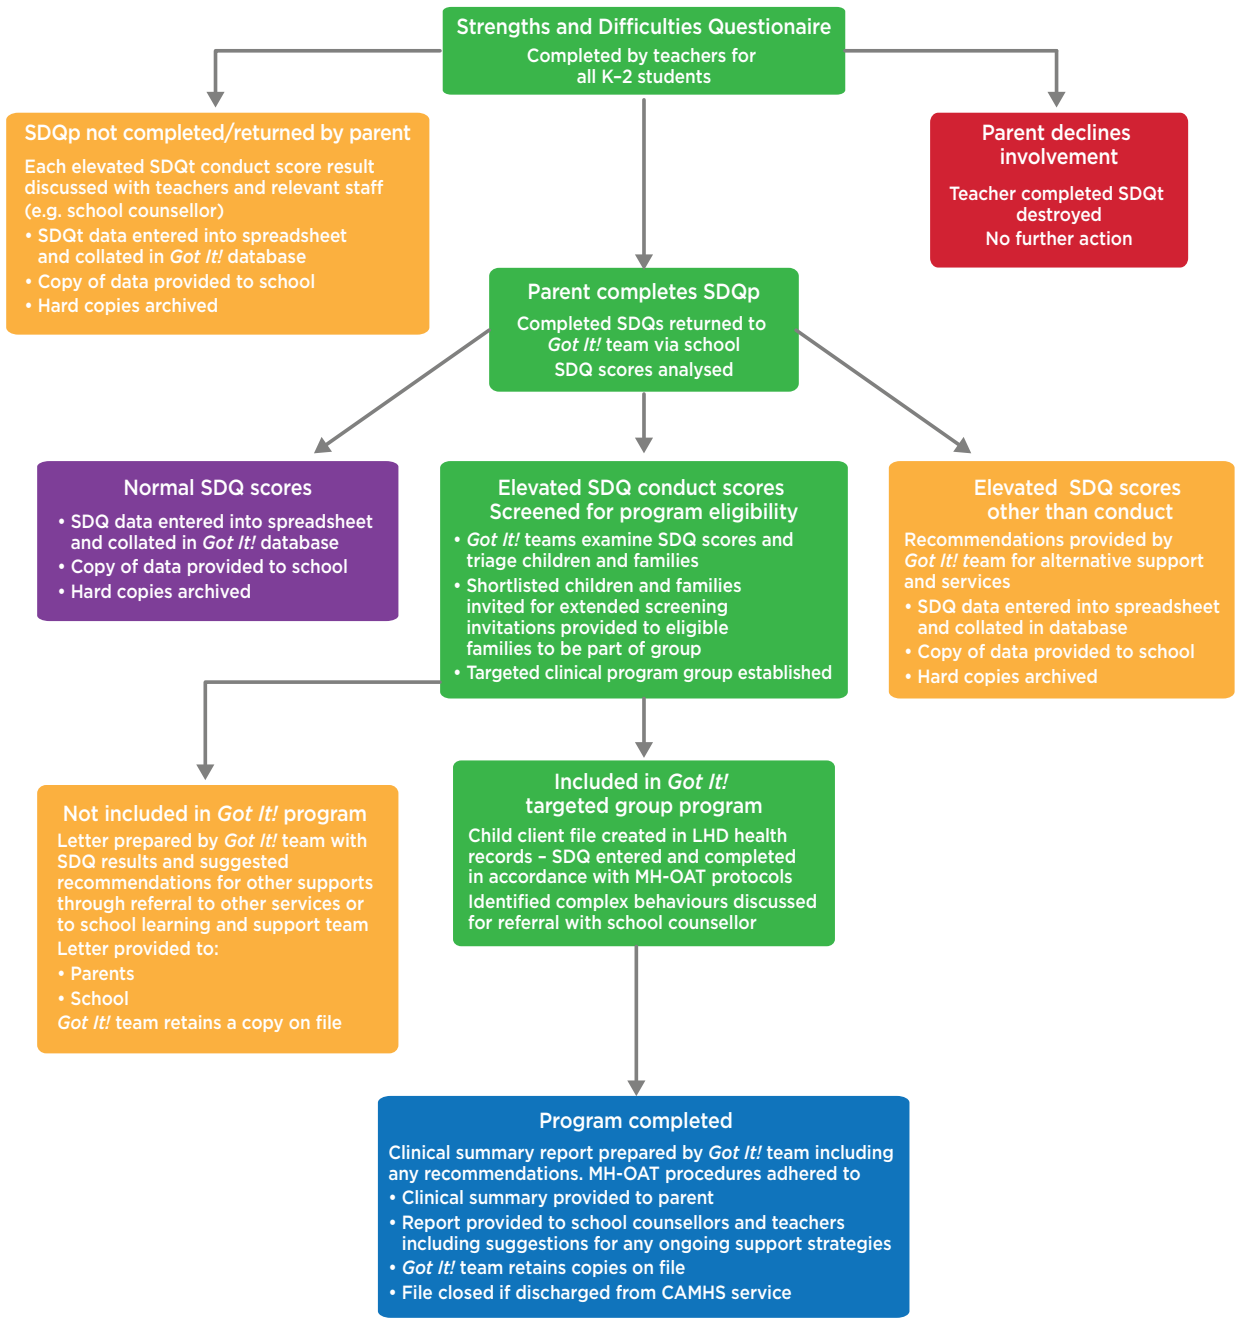 Strengths and Difficulties Questionaire
Completed by teachers for
all K–2 students
SDQp not completed/returned by parent
Each elevated SDQt conduct score result
discussed with teachers and relevant staff
(e.g. school counsellor)
• SDQt data entered into spreadsheet
and collated in Got It! database
• Copy of data provided to school
• Hard copies archived
Parent declines
involvement
Teacher completed SDQt
destroyed
No further action
Parent completes SDQp
Completed SDQs returned to
Got It! team via school
SDQ scores analysed
Normal SDQ scores
• SDQ data entered into spreadsheet
and collated in Got It! database
• Copy of data provided to school
• Hard copies archived
Elevated SDQ conduct scores
Screened for program eligibility
• Got It! teams examine SDQ scores and
triage children and families
• Shortlisted children and families
invited for extended screening
invitations provided to eligible
families to be part of group
• Targeted clinical program group established
Elevated SDQ scores
other than conduct
Recommendations provided by
Got It! team for alternative support
and services
• SDQ data entered into spreadsheet
and collated in database
• Copy of data provided to school
• Hard copies archived
Not included in Got It! program
Letter prepared by Got It! team with
SDQ results and suggested
recommendations for other supports
through referral to other services or
to school learning and support team
Letter provided to:
• Parents
• School
Got It! team retains a copy on file
Included in Got It!
targeted group program
Child client file created in LHD health
records – SDQ entered and completed
in accordance with MH-OAT protocols
Identified complex behaviours discussed
for referral with school counsellor
Program completed
Clinical summary report prepared by Got It! team including
any recommendations. MH-OAT procedures adhered to
• Clinical summary provided to parent
• Report provided to school counsellors and teachers
including suggestions for any ongoing support strategies
• Got It! team retains copies on file
• File closed if discharged from CAMHS service